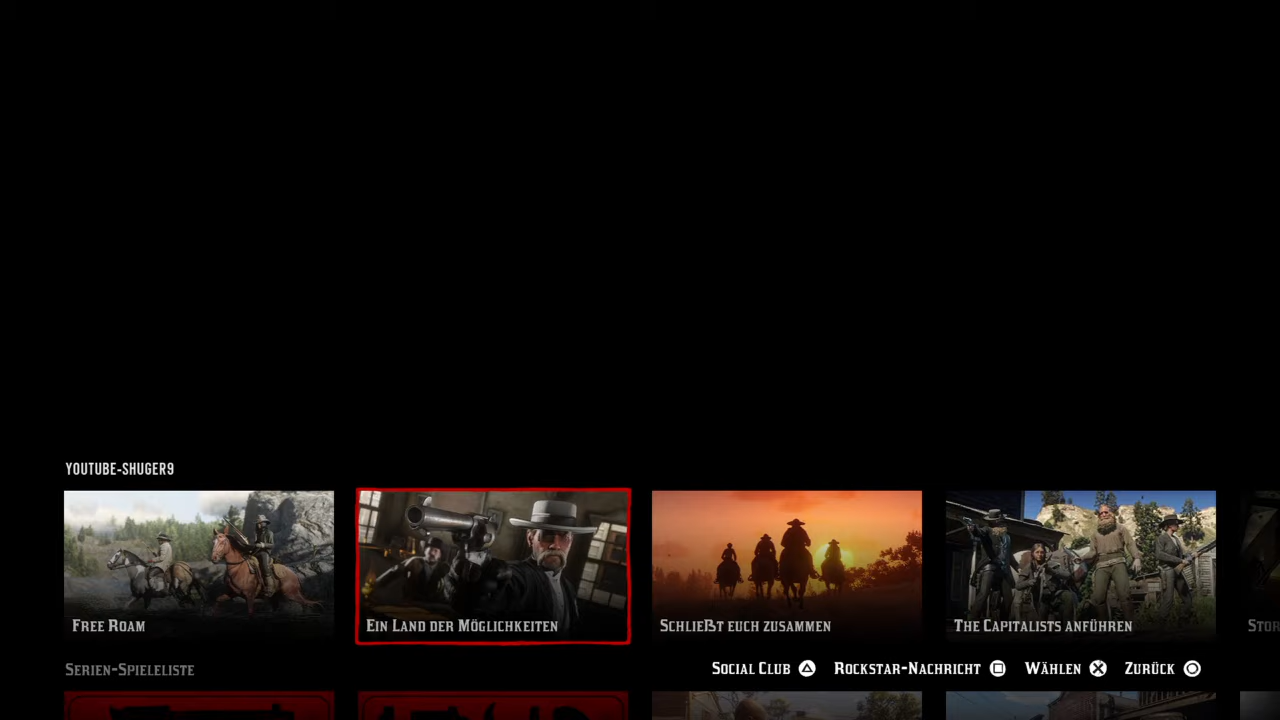 YOUTUBE-SHUGER9
FREE ROAM
EIN LAND DER MÖGLICHKEITEN
SCHLIEßT EUCH ZUSAMMEN
THE CAPITALISTS ANFÜHREN
SERIEN-SPIELELISTE
SOCIAL CLUB
ROCKSTAR-NACHRICHT
WÄHLEN
ZURÜCK